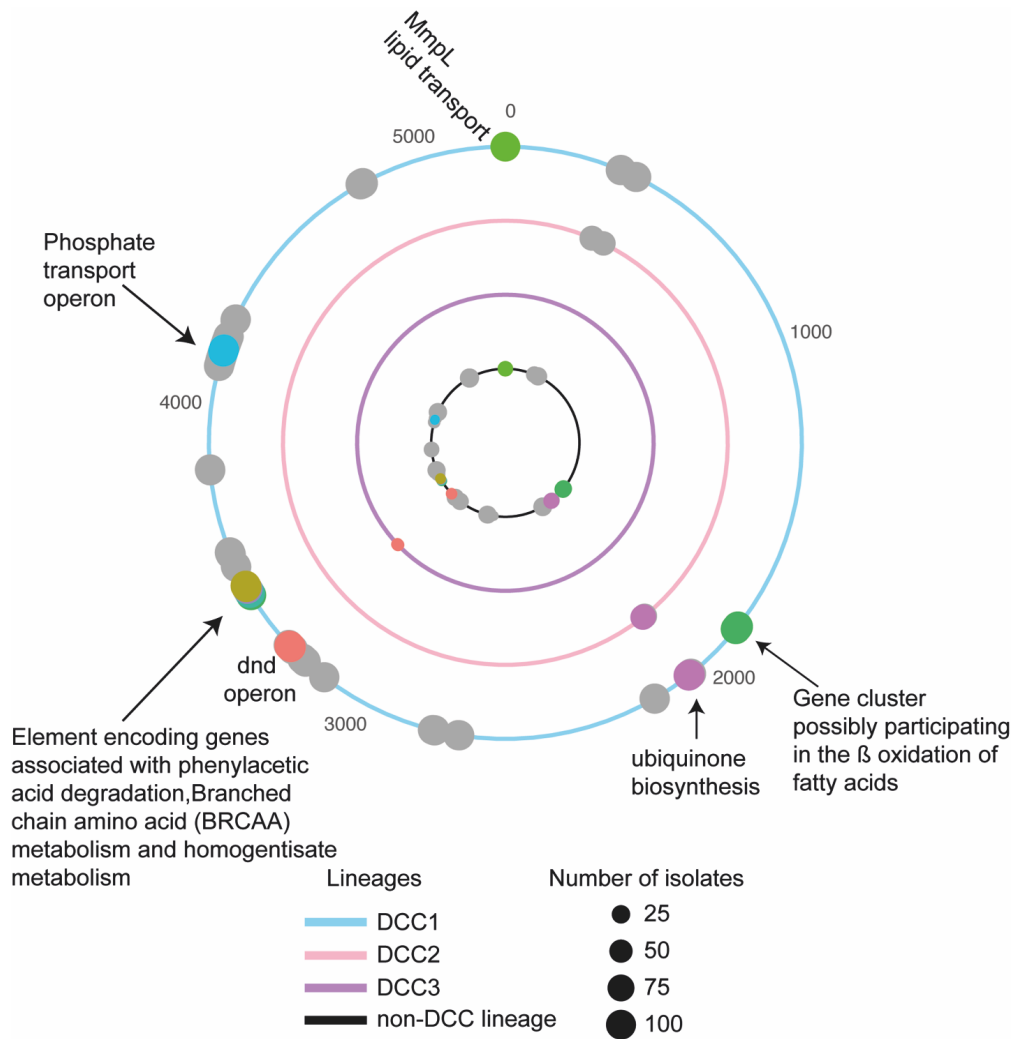 MmpL
lipid transport
0
5000
1000
Phosphate
transport
operon
4000
dnd
operon
3000
2000
Element encoding genes
associated with phenylacetic
acid degradation,Branched
chain amino acid (BRCAA)
metabolism and homogentisate
metabolism
ubiquinone
biosynthesis
Gene cluster
possibly participating
in the ß oxidation of
fatty acids
Lineages
DCC1
DCC2
DCC3
non-DCC lineage
Number of isolates
25
50
75
100